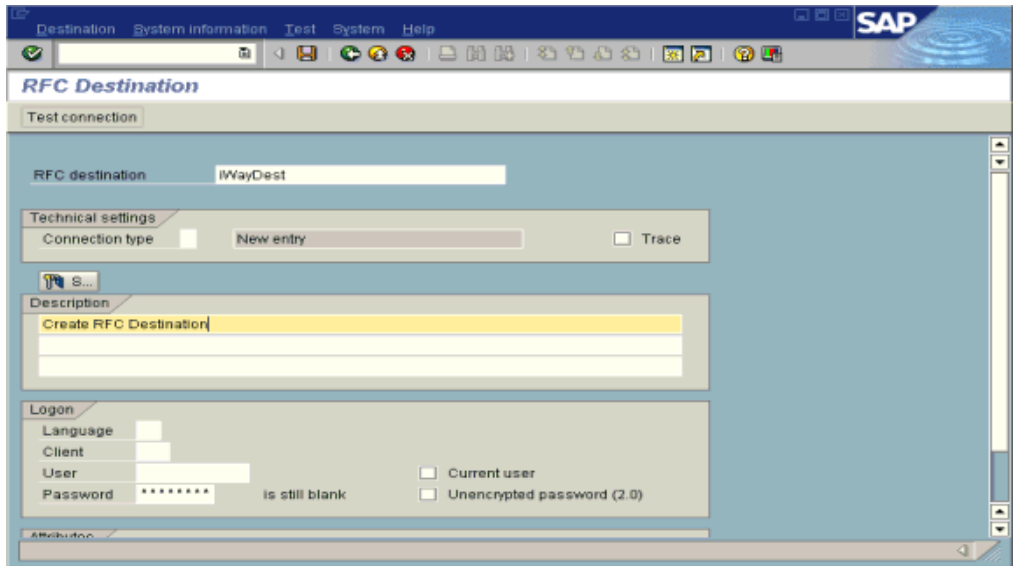 Destination System information Test System Help
SAP
RFC Destination
Test connection
RFC destination iWayDest
Technical settings
Connection type New entry Trace
S...
Description
Create RFC Destination
Logon
Language
Client
User Current user
Password ******** is still blank Unencrypted password (2.0)
Attributes